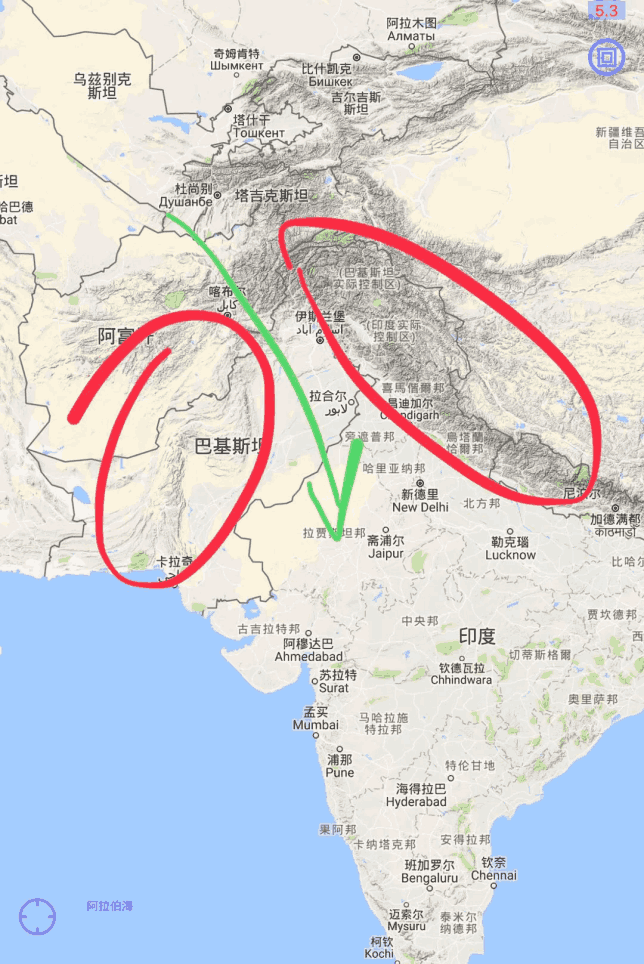 5.3
阿拉木图
Алматы
奇姆肯特
Шымкент
比什凯克
Бишкек
乌兹别克
斯坦
吉尔吉斯
斯坦
塔什干
Тошкент
新疆维吾
自治区
斯坦
哈巴德
bat
杜尚别
Душанбе
塔吉克斯坦
(巴基斯坦
实际控制区)
喀布尔
کابل
伊斯兰堡
(印度实际
控制区)
阿富
拉合尔
لاہور
喜馬偕爾邦
昌迪加尔
Chandigarh
巴基斯坦
旁遮普邦
烏塔蘭
恰爾邦
哈里亚纳邦
新德里
New Delhi
北方邦
尼泊尔
加德满都
काठमाडौं
拉贾斯坦邦
斋浦尔
Jaipur
勒克瑙
Lucknow
卡拉奇
比哈
古吉拉特邦
阿穆达巴
Ahmedabad
中央邦
印度
贾坎德邦
西
切蒂斯格爾
钦德瓦拉
Chhindwara
苏拉特
Surat
奥里萨邦
孟买
Mumbai
马哈拉施
特拉邦
浦那
Pune
特伦甘地
海得拉巴
Hyderabad
果阿邦
卡纳塔克邦
安得拉邦
班加罗尔
Bengaluru
钦奈
Chennai
阿拉伯海
迈索尔
Mysuru
泰米尔
纳德邦
柯钦
Kochi